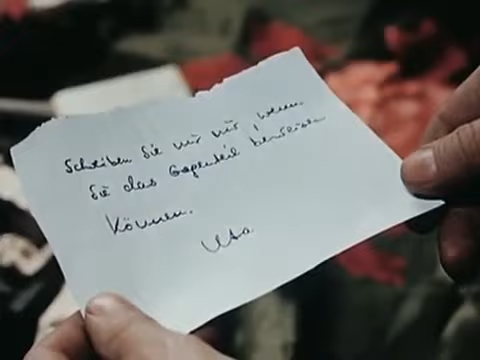 Schreiben Sie mir nur, wenn
Sie das Gegenteil beweisen
können.